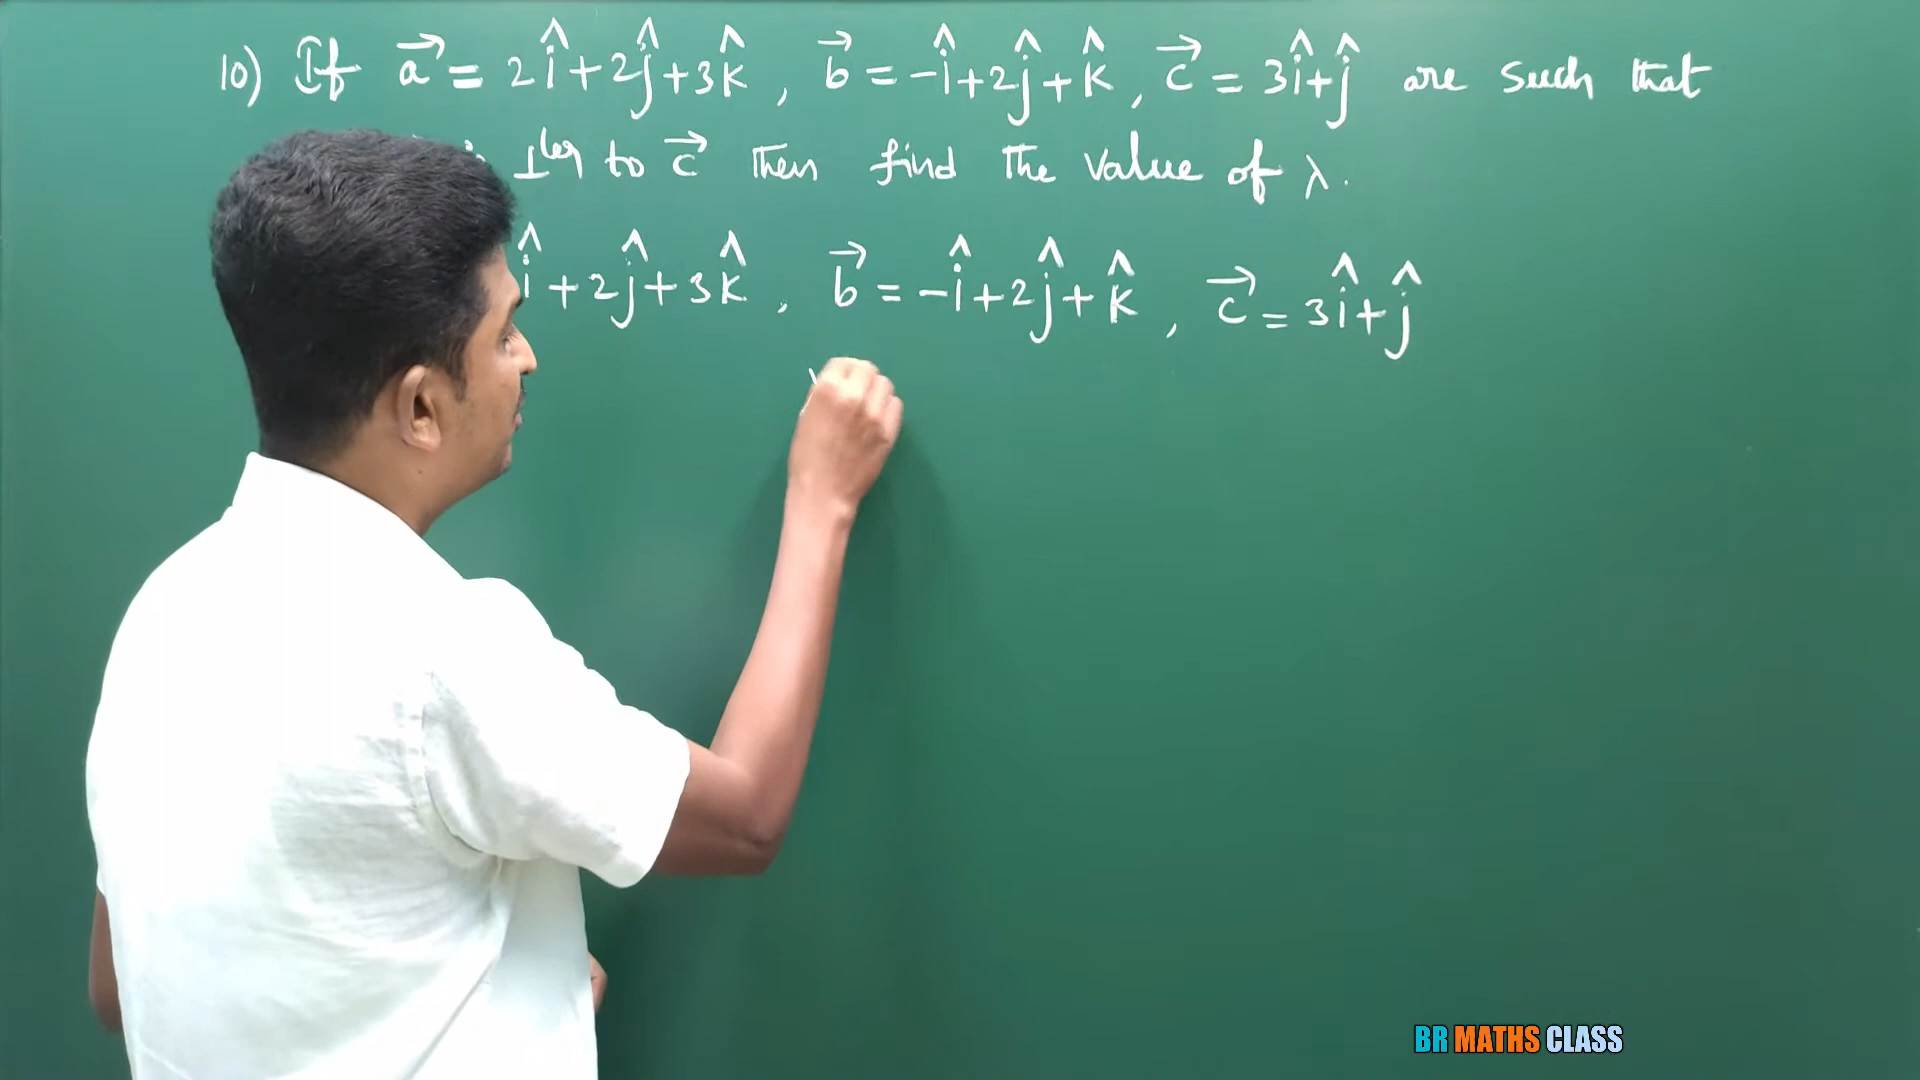 10) If a⃗ = 2î+2ĵ+3k̂, b⃗ = -î+2ĵ+k̂, c⃗ = 3î+ĵ are such that
⊥ler to c⃗ then find the value of λ.
î+2ĵ+3k̂, b⃗ = -î+2ĵ+k̂, c⃗ = 3î+ĵ
BR MATHS CLASS